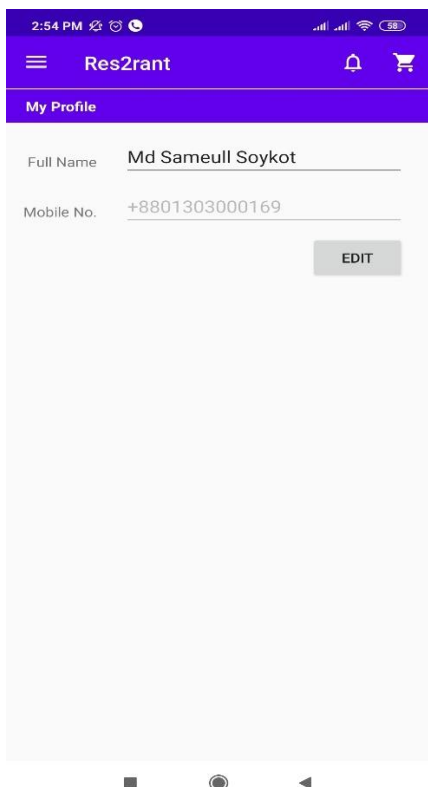 2:54 PM 58
Res2rant
My Profile
Full Name Md Sameull Soykot
Mobile No. +8801303000169
EDIT